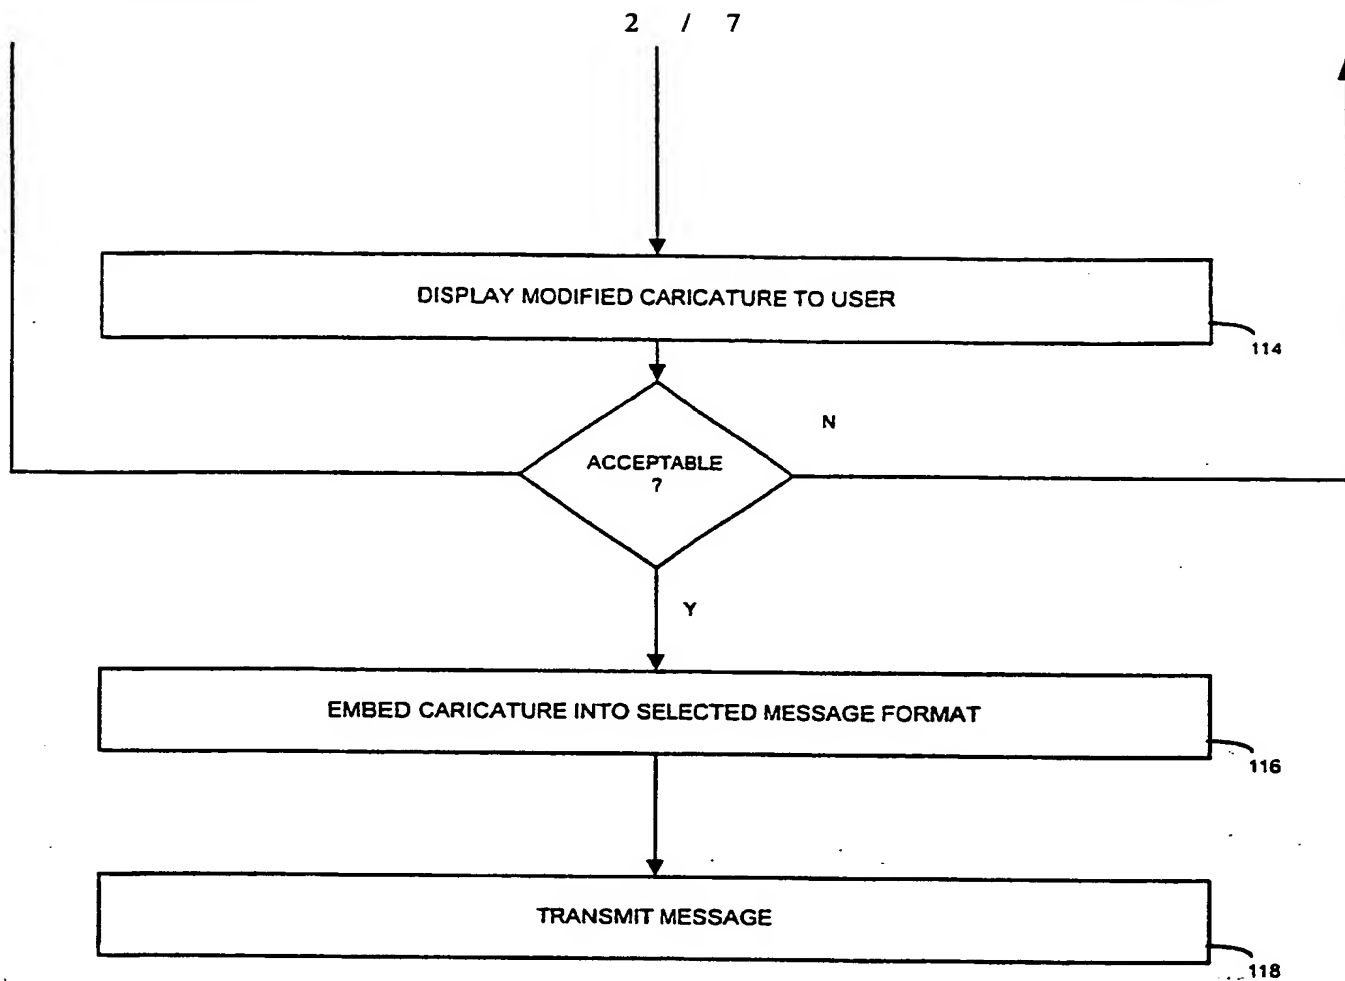 2 / 7
DISPLAY MODIFIED CARICATURE TO USER
114
N
ACCEPTABLE
?
Y
EMBED CARICATURE INTO SELECTED MESSAGE FORMAT
116
TRANSMIT MESSAGE
118